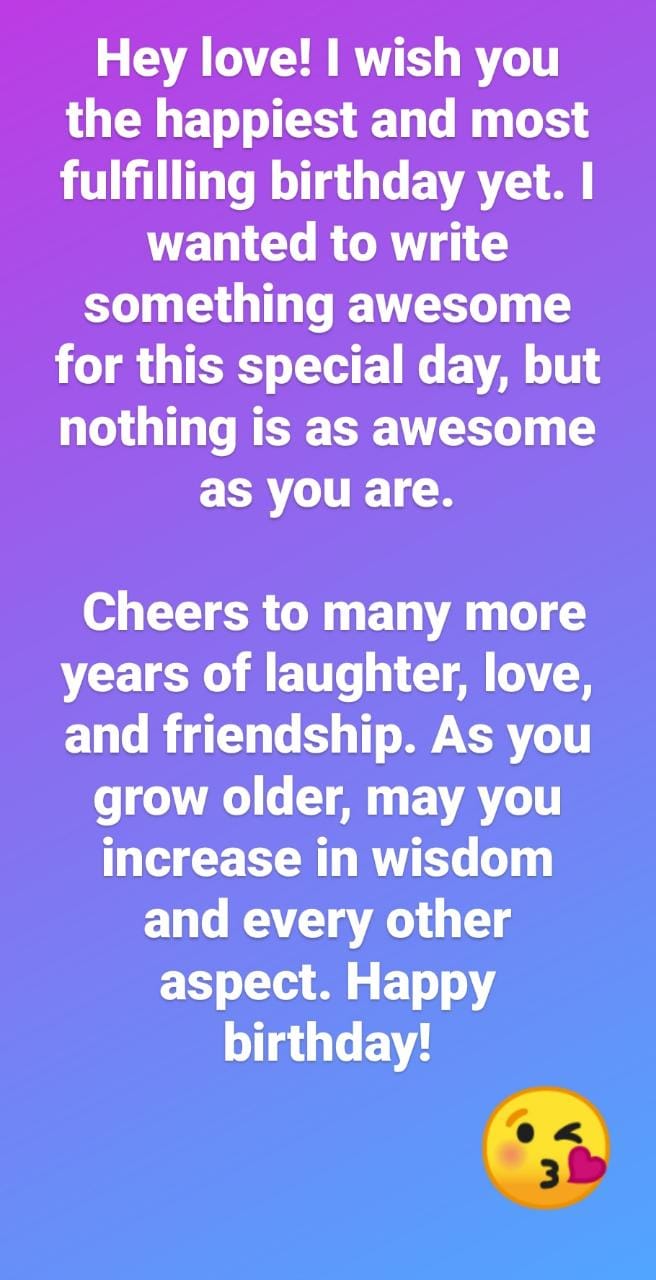 Hey love! I wish you
the happiest and most
fulfilling birthday yet. I
wanted to write
something awesome
for this special day, but
nothing is as awesome
as you are.
Cheers to many more
years of laughter, love,
and friendship. As you
grow older, may you
increase in wisdom
and every other
aspect. Happy
birthday!